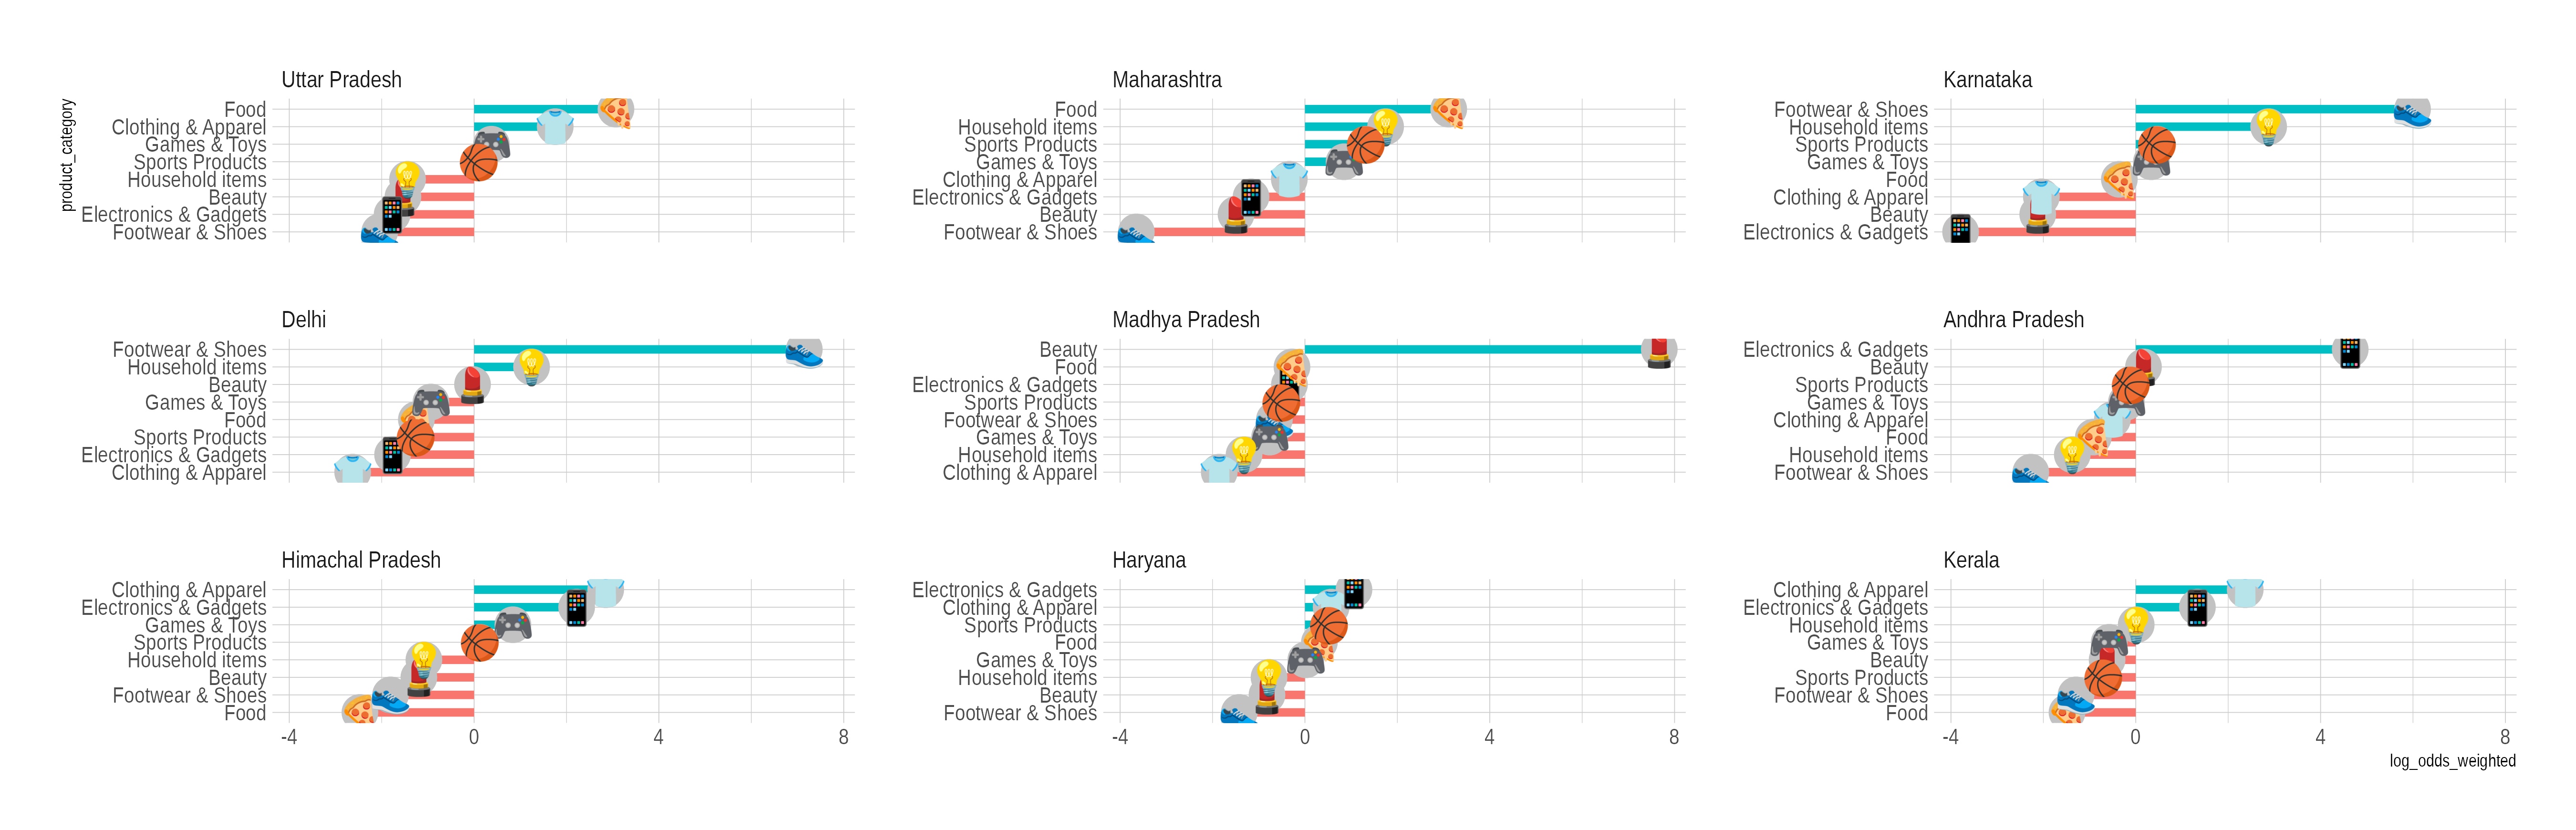 product_category
Uttar Pradesh
Food
Clothing & Apparel
Games & Toys
Sports Products
Household items
Beauty
Electronics & Gadgets
Footwear & Shoes
Maharashtra
Food
Household items
Sports Products
Games & Toys
Clothing & Apparel
Electronics & Gadgets
Beauty
Footwear & Shoes
Karnataka
Footwear & Shoes
Household items
Sports Products
Games & Toys
Food
Clothing & Apparel
Beauty
Electronics & Gadgets
Delhi
Footwear & Shoes
Household items
Beauty
Games & Toys
Food
Sports Products
Electronics & Gadgets
Clothing & Apparel
Madhya Pradesh
Beauty
Food
Electronics & Gadgets
Sports Products
Footwear & Shoes
Games & Toys
Household items
Clothing & Apparel
Andhra Pradesh
Electronics & Gadgets
Beauty
Sports Products
Games & Toys
Clothing & Apparel
Food
Household items
Footwear & Shoes
Himachal Pradesh
Clothing & Apparel
Electronics & Gadgets
Games & Toys
Sports Products
Household items
Beauty
Footwear & Shoes
Food
-4 0 4 8
Haryana
Electronics & Gadgets
Clothing & Apparel
Sports Products
Food
Games & Toys
Household items
Beauty
Footwear & Shoes
-4 0 4 8
Kerala
Clothing & Apparel
Electronics & Gadgets
Household items
Games & Toys
Beauty
Sports Products
Footwear & Shoes
Food
-4 0 4 8
log_odds_weighted